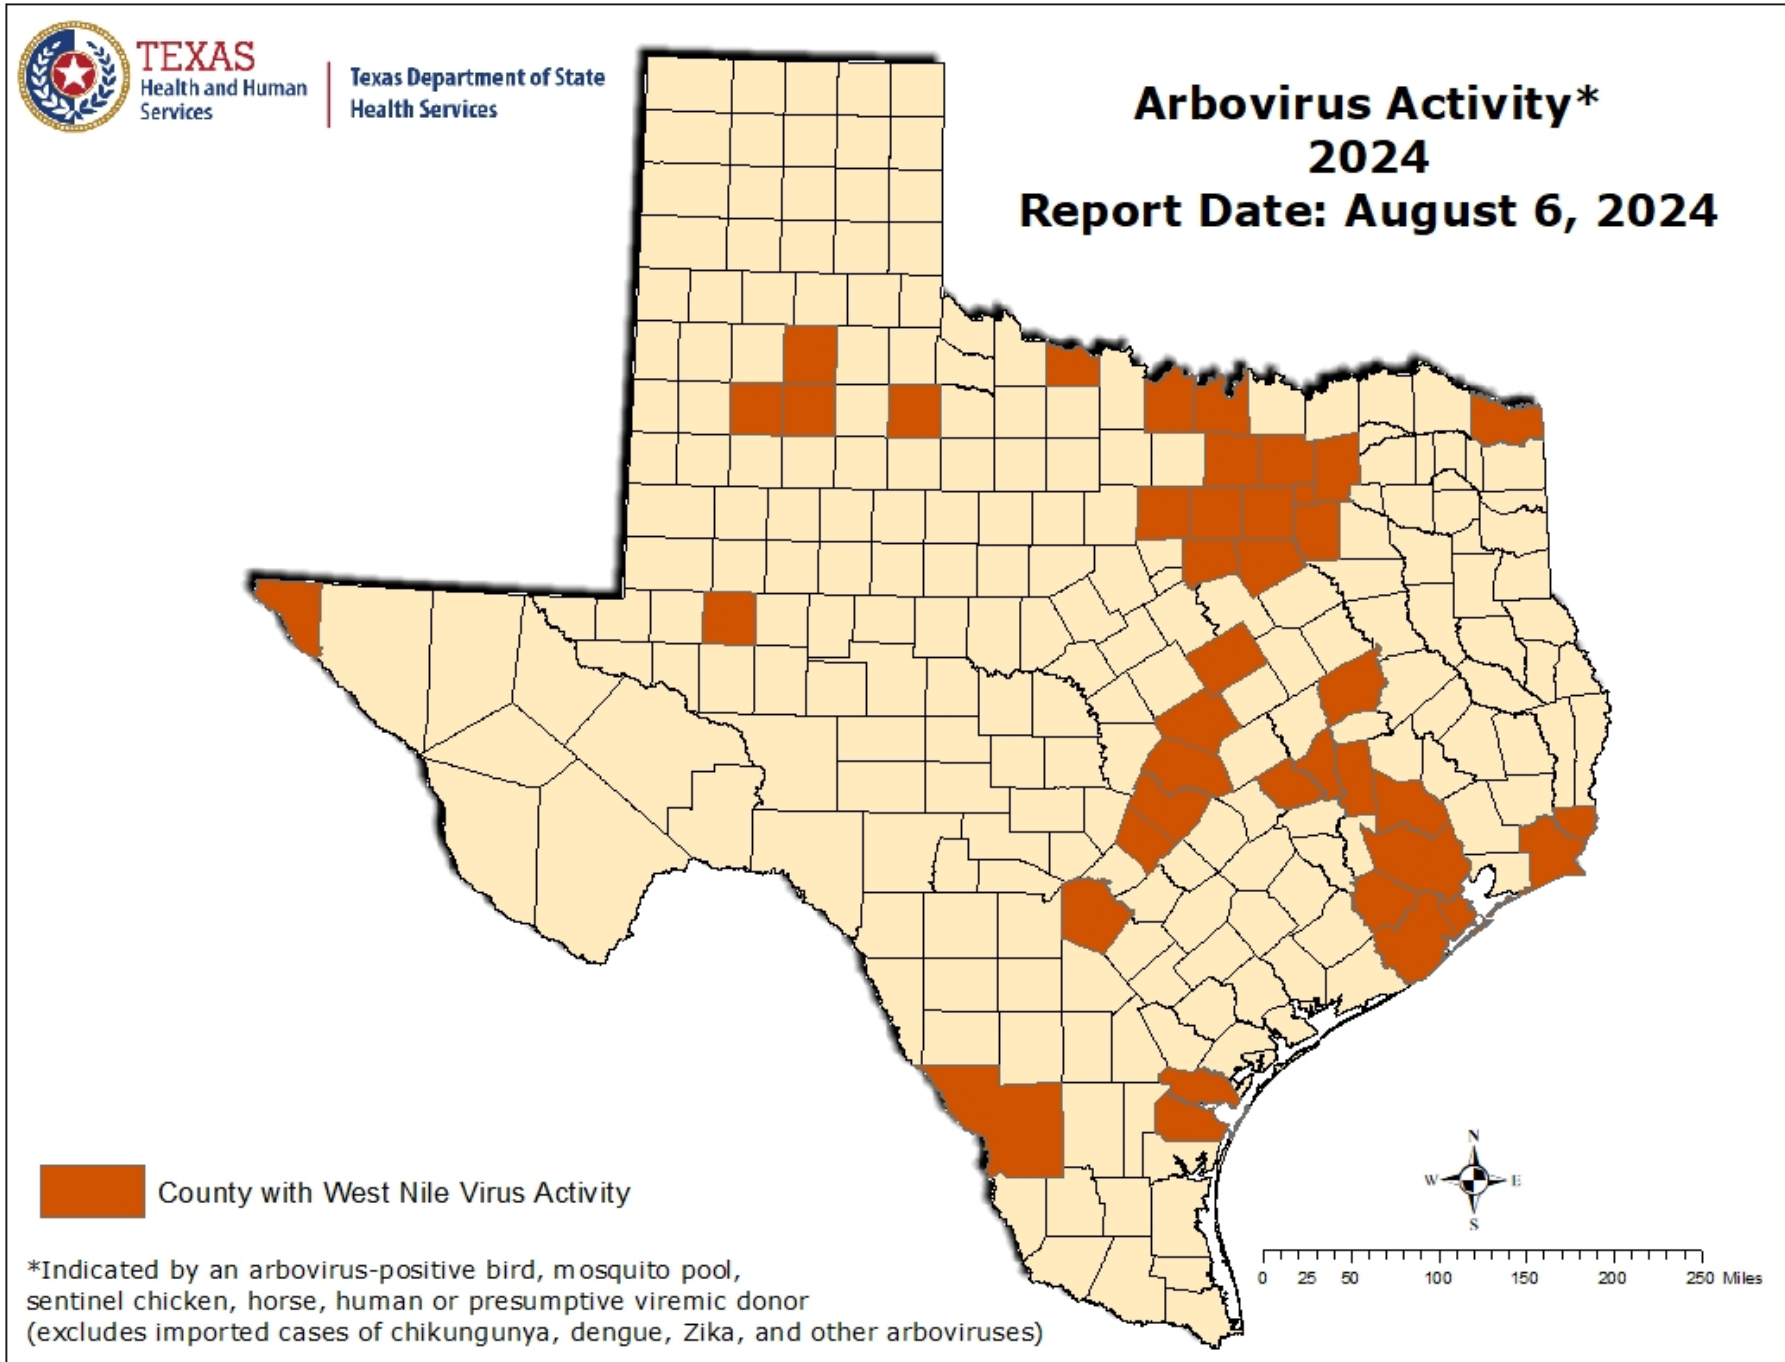 TEXAS
Health and Human
Services
Texas Department of State
Health Services
Arbovirus Activity*
2024
Report Date: August 6, 2024
County with West Nile Virus Activity
*Indicated by an arbovirus-positive bird, mosquito pool,
sentinel chicken, horse, human or presumptive viremic donor
(excludes imported cases of chikungunya, dengue, Zika, and other arboviruses)
N
W E
S
0 25 50 100 150 200 250 Miles